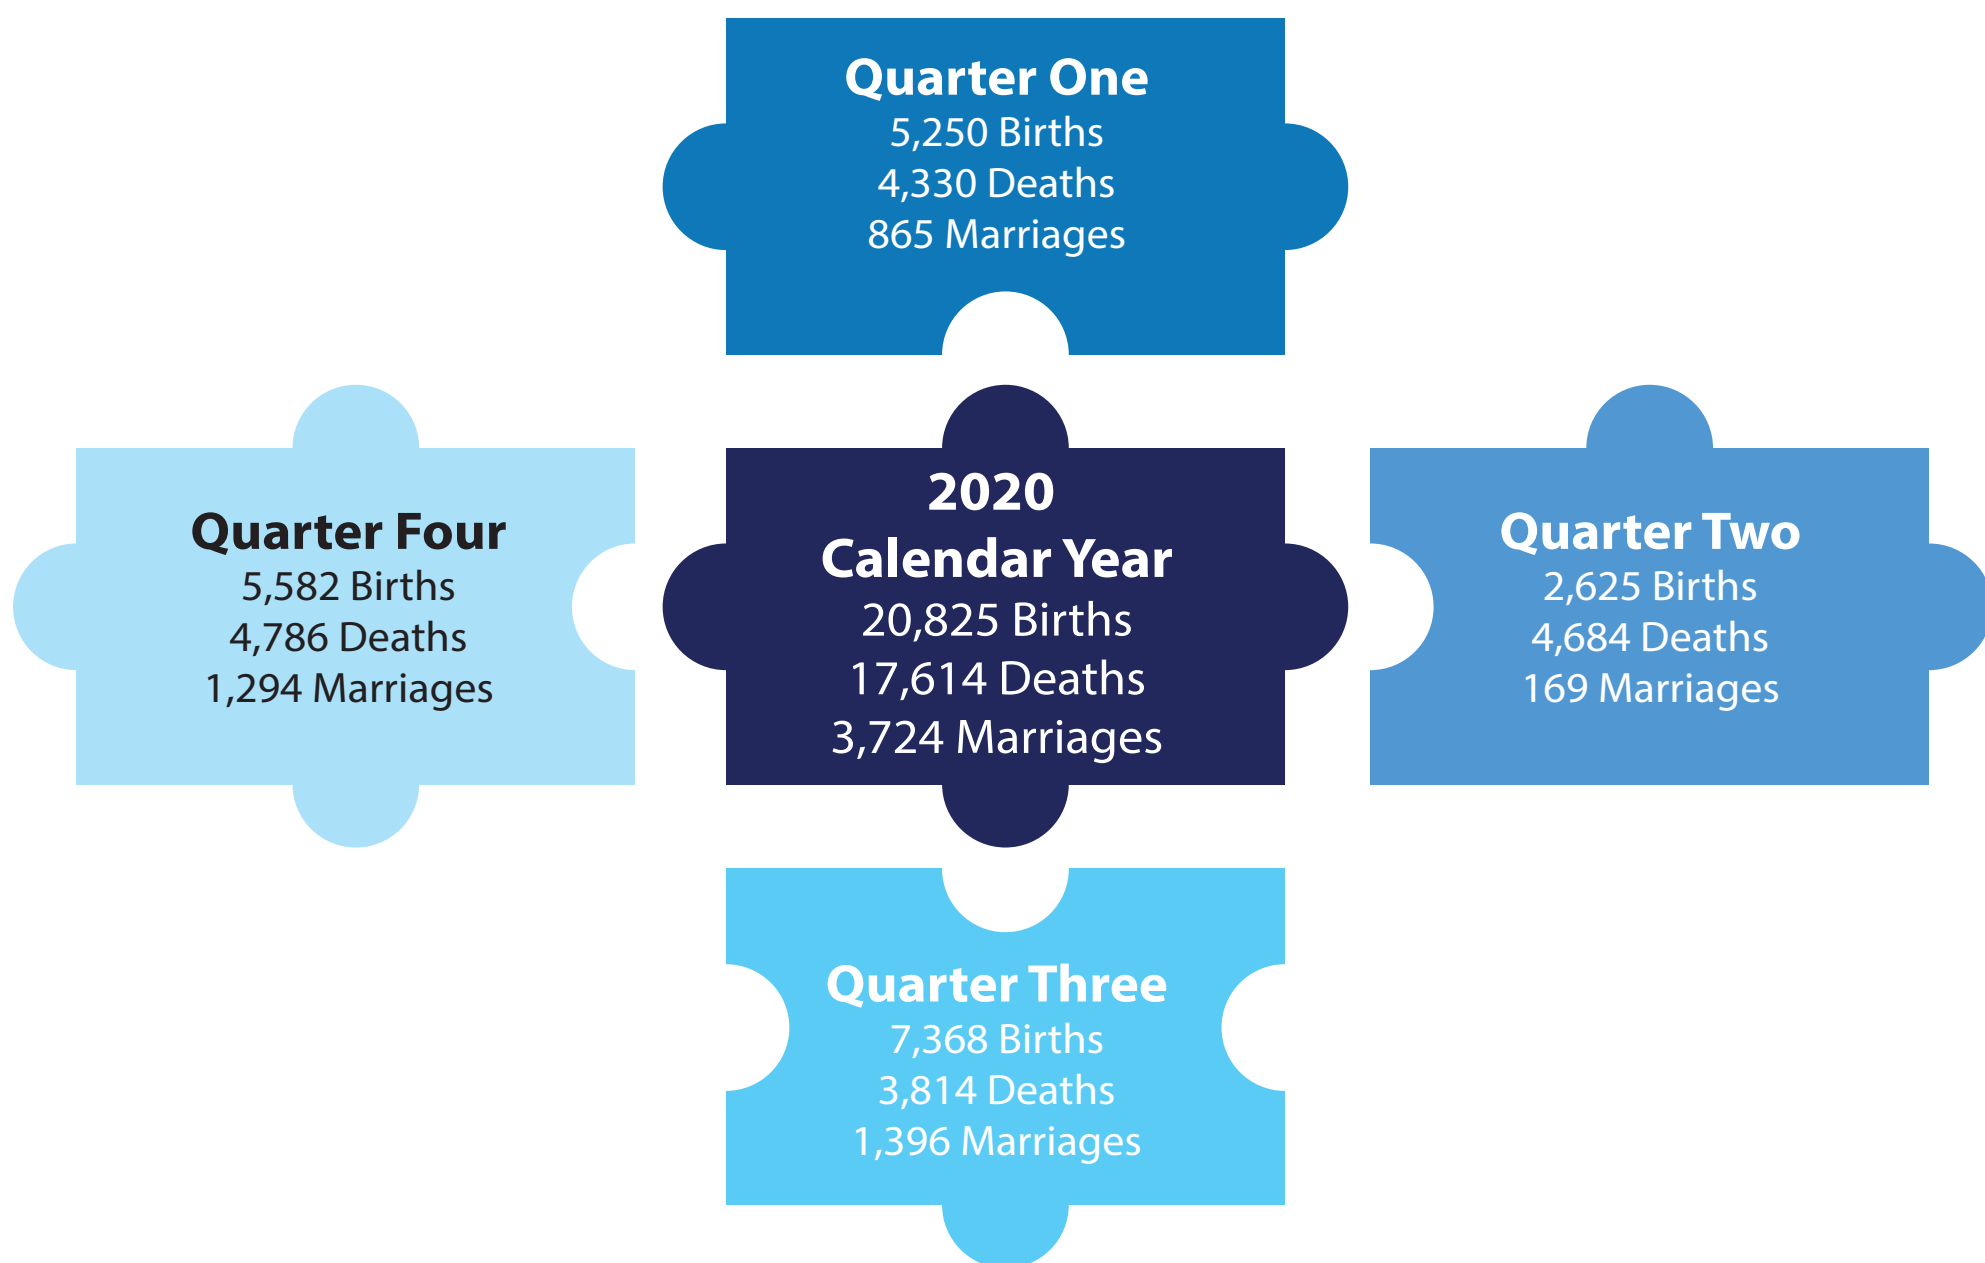 Quarter One
5,250 Births
4,330 Deaths
865 Marriages
Quarter Four
5,582 Births
4,786 Deaths
1,294 Marriages
2020
Calendar Year
20,825 Births
17,614 Deaths
3,724 Marriages
Quarter Two
2,625 Births
4,684 Deaths
169 Marriages
Quarter Three
7,368 Births
3,814 Deaths
1,396 Marriages